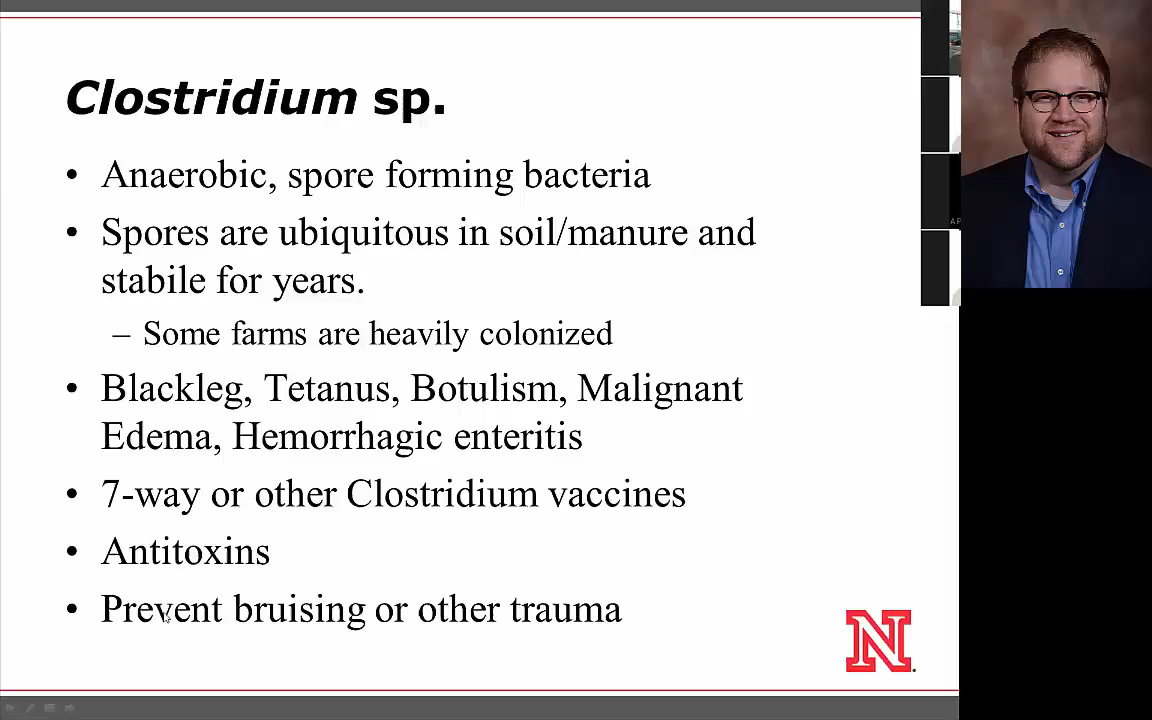 Clostridium sp.
• Anaerobic, spore forming bacteria
• Spores are ubiquitous in soil/manure and
stabile for years.
– Some farms are heavily colonized
• Blackleg, Tetanus, Botulism, Malignant
Edema, Hemorrhagic enteritis
• 7-way or other Clostridium vaccines
• Antitoxins
• Prevent bruising or other trauma
N
AP